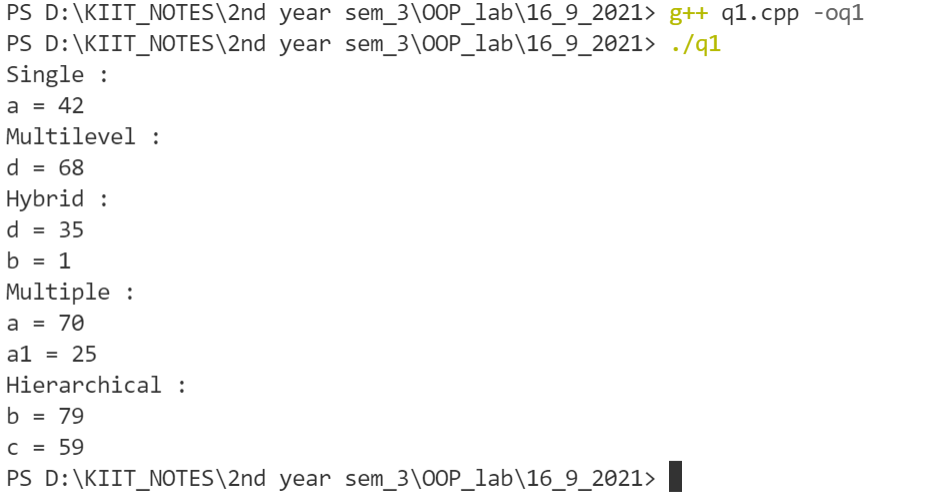 PS D:\KIIT_NOTES\2nd year sem_3\OOP_lab\16_9_2021> g++ q1.cpp -oq1
PS D:\KIIT_NOTES\2nd year sem_3\OOP_lab\16_9_2021> ./q1
Single :
a = 42
Multilevel :
d = 68
Hybrid :
d = 35
b = 1
Multiple :
a = 70
a1 = 25
Hierarchical :
b = 79
c = 59
PS D:\KIIT_NOTES\2nd year sem_3\OOP_lab\16_9_2021>